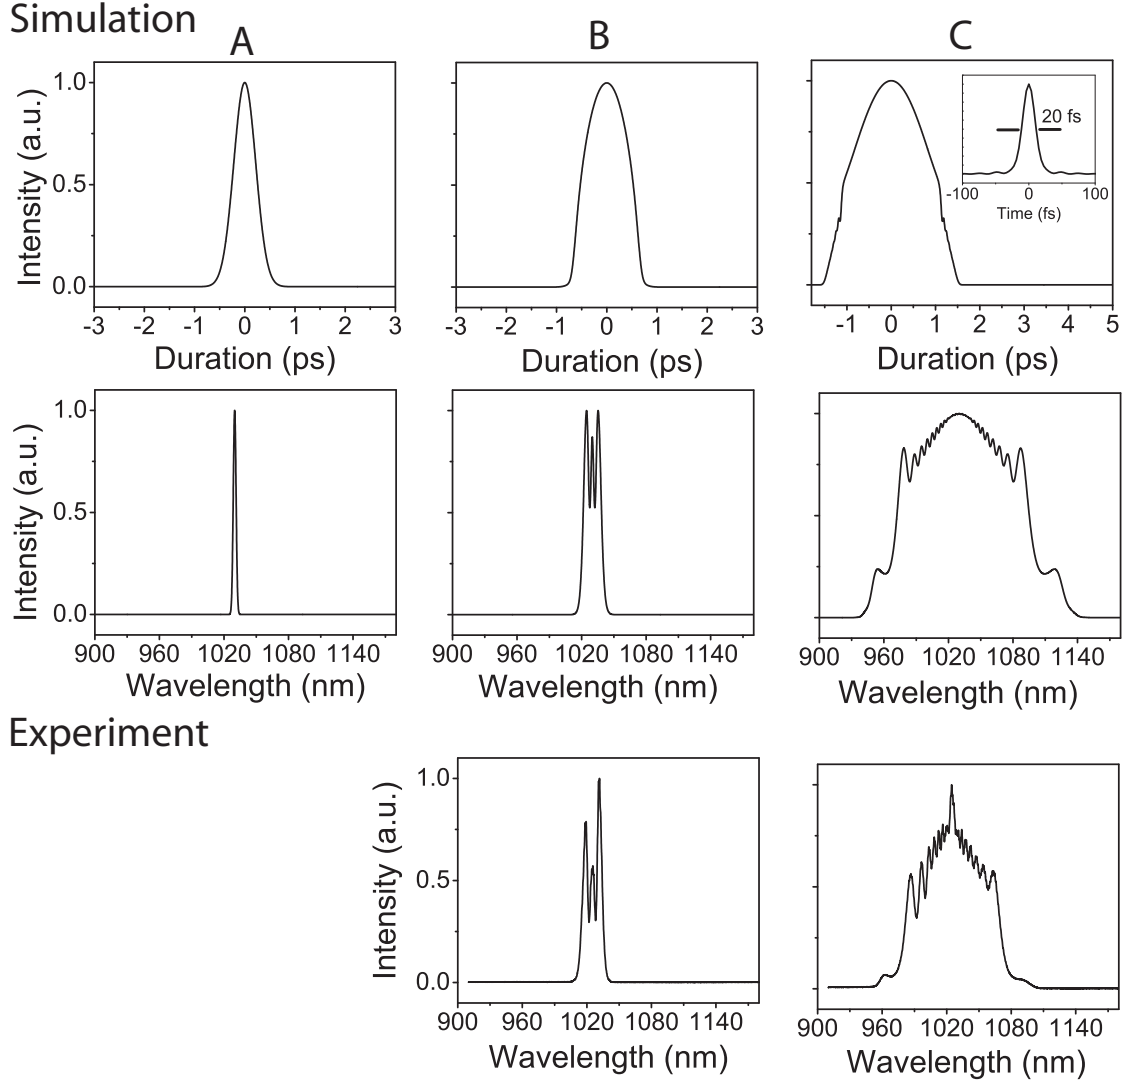 Simulation
A
B
C
Intensity (a.u.)
1.0
0.5
0.0
-3 -2 -1 0 1 2 3
Duration (ps)
-3 -2 -1 0 1 2 3
Duration (ps)
20 fs
-100 0 100
Time (fs)
-1 0 1 2 3 4 5
Duration (ps)
Intensity (a.u.)
1.0
0.5
0.0
900 960 1020 1080 1140
Wavelength (nm)
900 960 1020 1080 1140
Wavelength (nm)
900 960 1020 1080 1140
Wavelength (nm)
Experiment
Intensity (a.u.)
1.0
0.5
0.0
900 960 1020 1080 1140
Wavelength (nm)
900 960 1020 1080 1140
Wavelength (nm)